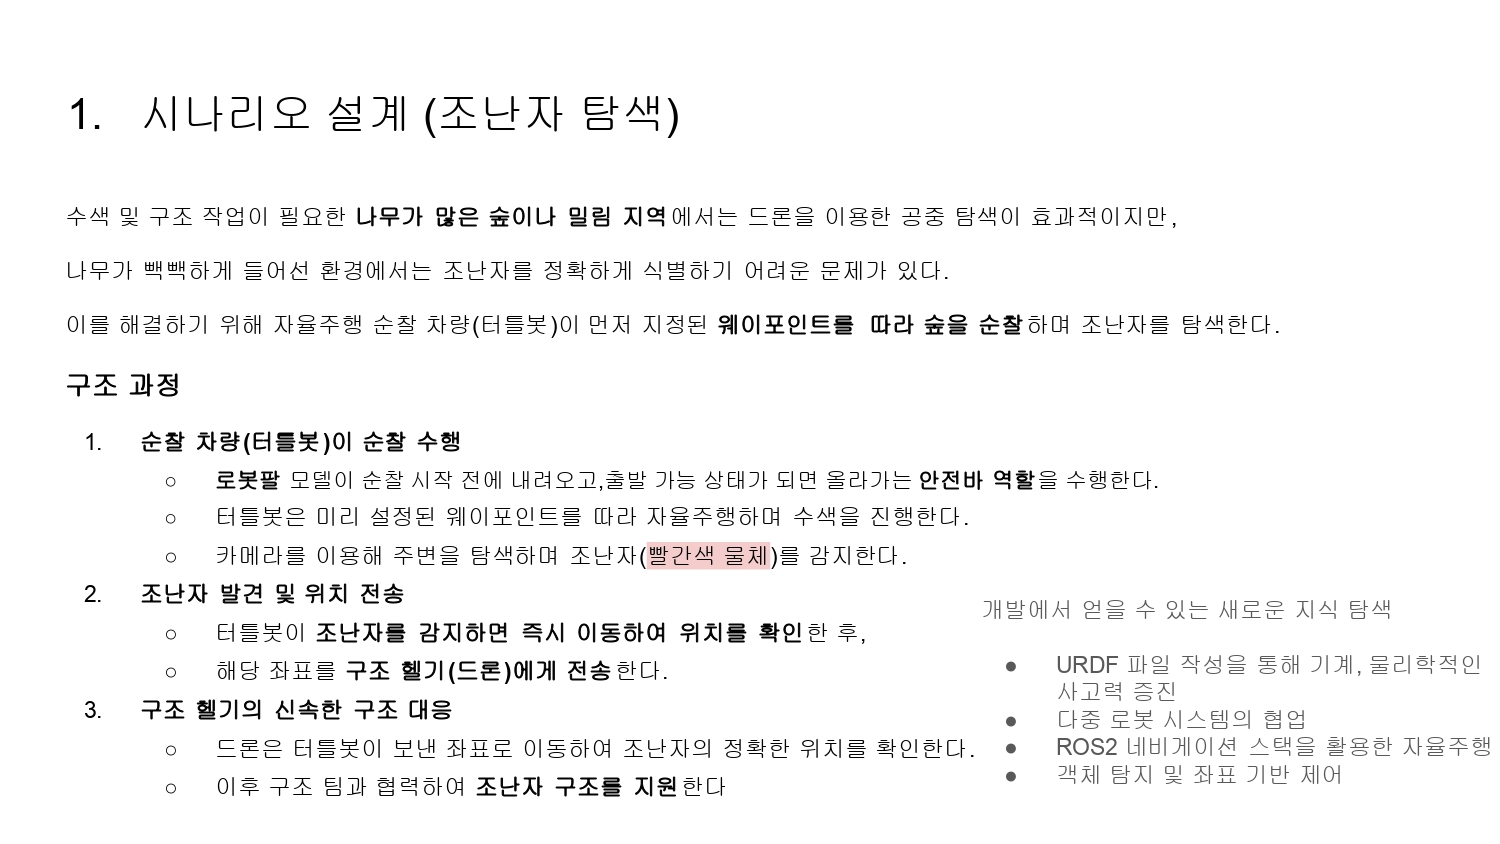 1. 시나리오 설계 (조난자 탐색)
수색 및 구조 작업이 필요한 나무가 많은 숲이나 밀림 지역에서는 드론을 이용한 공중 탐색이 효과적이지만,
나무가 빽빽하게 들어선 환경에서는 조난자를 정확하게 식별하기 어려운 문제가 있다.
이를 해결하기 위해 자율주행 순찰 차량(터틀봇)이 먼저 지정된 웨이포인트를 따라 숲을 순찰하며 조난자를 탐색한다.
구조 과정
1. 순찰 차량(터틀봇)이 순찰 수행
○ 로봇팔 모델이 순찰 시작 전에 내려오고,출발 가능 상태가 되면 올라가는 안전바 역할을 수행한다.
○ 터틀봇은 미리 설정된 웨이포인트를 따라 자율주행하며 수색을 진행한다.
○ 카메라를 이용해 주변을 탐색하며 조난자(빨간색 물체)를 감지한다.
2. 조난자 발견 및 위치 전송
○ 터틀봇이 조난자를 감지하면 즉시 이동하여 위치를 확인한 후,
○ 해당 좌표를 구조 헬기(드론)에게 전송한다.
3. 구조 헬기의 신속한 구조 대응
○ 드론은 터틀봇이 보낸 좌표로 이동하여 조난자의 정확한 위치를 확인한다.
○ 이후 구조 팀과 협력하여 조난자 구조를 지원한다
개발에서 얻을 수 있는 새로운 지식 탐색
● URDF 파일 작성을 통해 기계, 물리학적인
사고력 증진
● 다중 로봇 시스템의 협업
● ROS2 네비게이션 스택을 활용한 자율주행
● 객체 탐지 및 좌표 기반 제어